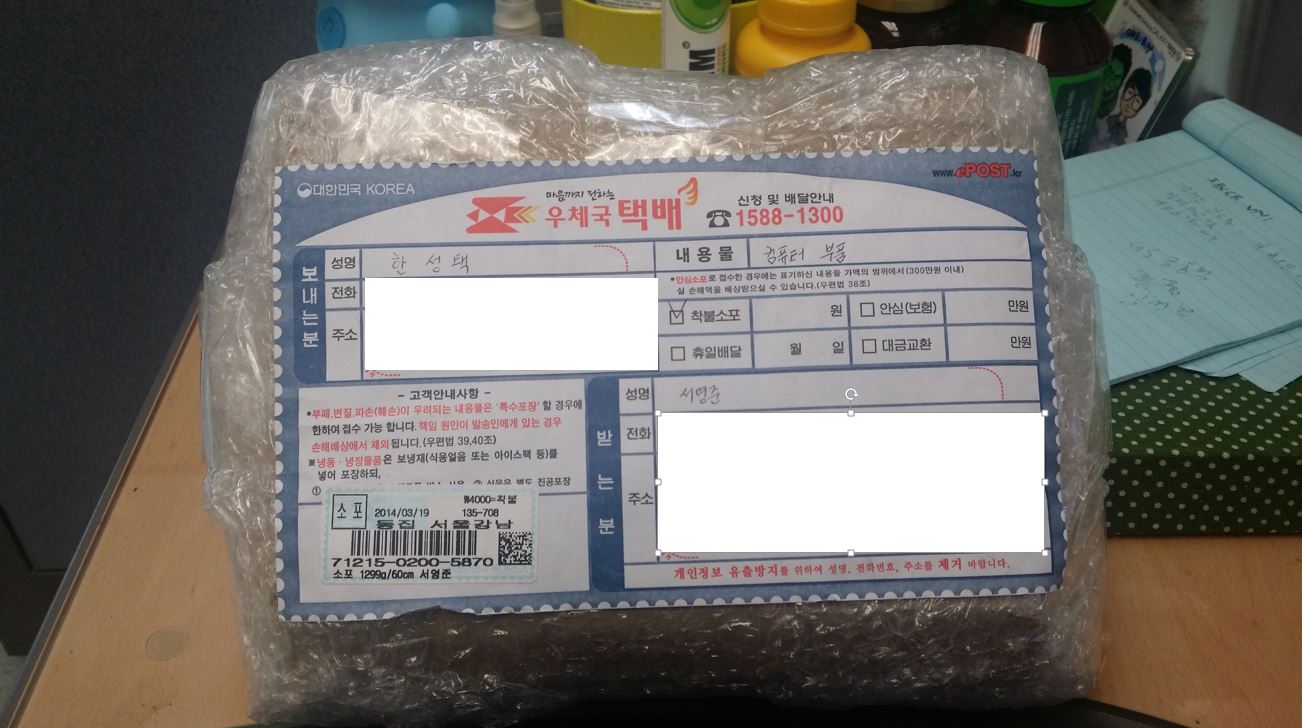 대한민국 KOREA
www.ePOST.kr
마음까지 전하는
우체국 택배
신청 및 배달안내
☎1588-1300
보내는분
성명 한성택
전화
주소
내용물 컴퓨터 부품
•안심소포로 접수한 경우에는 표기하신 내용을 가액의 범위에서(300만원 이내)
실 손해액을 배상받으실 수 있습니다.(우편법 38조)
☑ 착불소포 원 □ 안심(보험) 만원
□ 휴일배달 월 일 □ 대금교환 만원
- 고객안내사항 -
•부패,변질,파손(훼손)이 우려되는 내용물은 '특수포장' 할 경우에
한하여 접수 가능 합니다. 책임 원인이 발송인에게 있는 경우
손해배상에서 제외 됩니다.(우편법 39,40조)
※냉동·냉장물품은 보냉재(식용얼음 또는 아이스팩 등)를
넣어 포장하되,
①
별도 진공포장
소포
₩4000=착불
2014/03/19 135-708
동집 서울강남
71215-0200-5870
소포 1299g/60cm 서영준
받는분
성명 서영준
전화
주소
개인정보 유출방지를 위하여 성명, 전화번호, 주소를 제거 바랍니다.